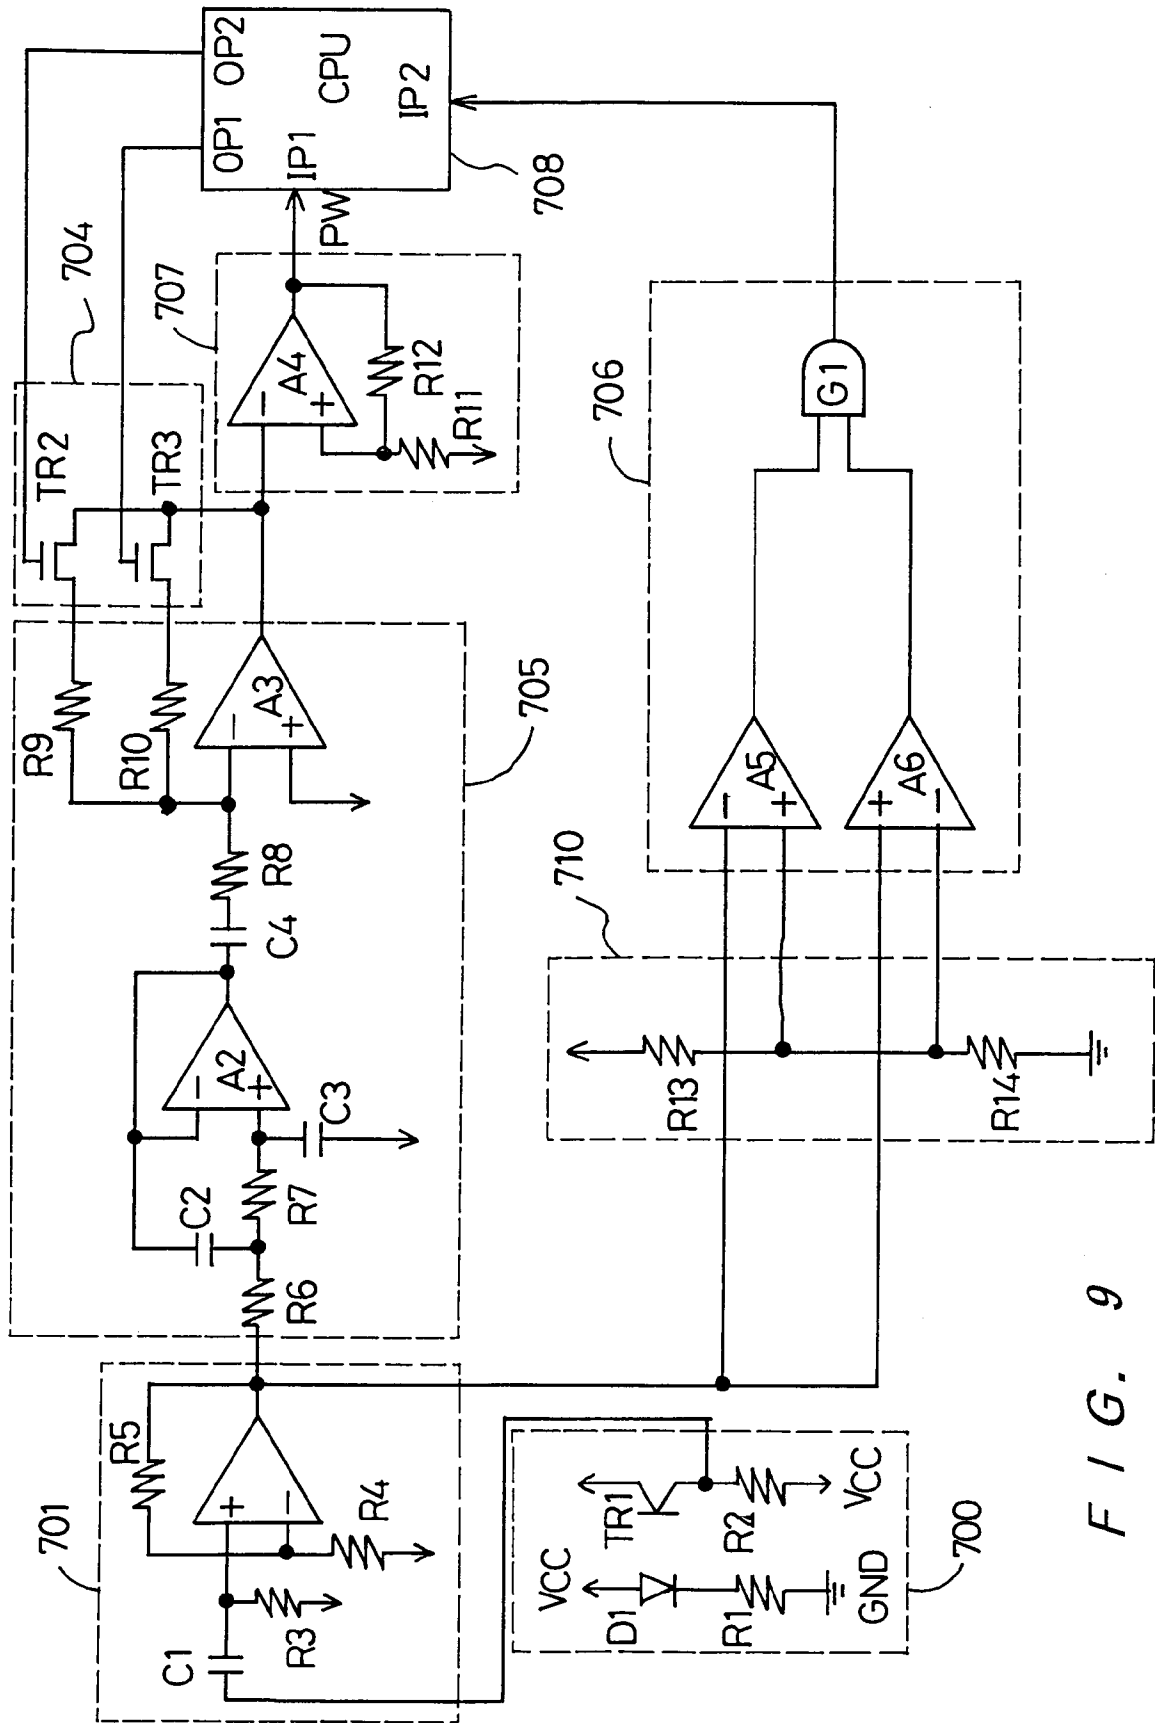 704
OP1 OP2
CPU
IP1
PW
IP2
708
TR2
TR3
707
A4
−
+
R12
R11
R9
R10
A3
−
+
705
R8
C4
A2
−
+
C3
C2
R7
R6
701
R5
+
−
R4
C1
R3
706
G1
A5
−
+
A6
+
−
710
R13
R14
VCC
D1
R1
GND
TR1
R2
VCC
700
FIG. 9